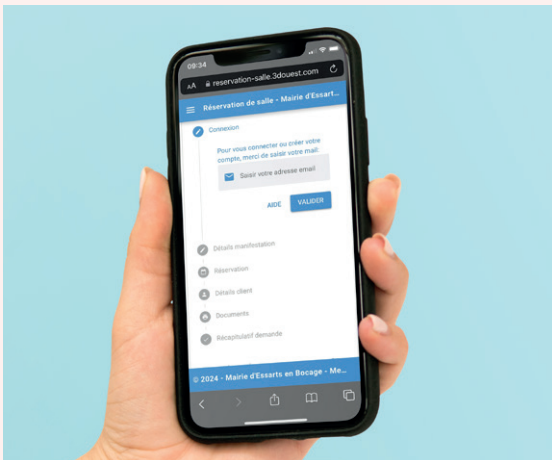 09:34
AA reservation-salle.3douest.com
Réservation de salle - Mairie d'Essart...
Connexion
Pour vous connecter ou créer votre
compte, merci de saisir votre mail:
Saisir votre adresse email
AIDE VALIDER
Détails manifestation
Réservation
Détails client
Documents
Récapitulatif demande
© 2024 - Mairie d'Essarts en Bocage - Me...